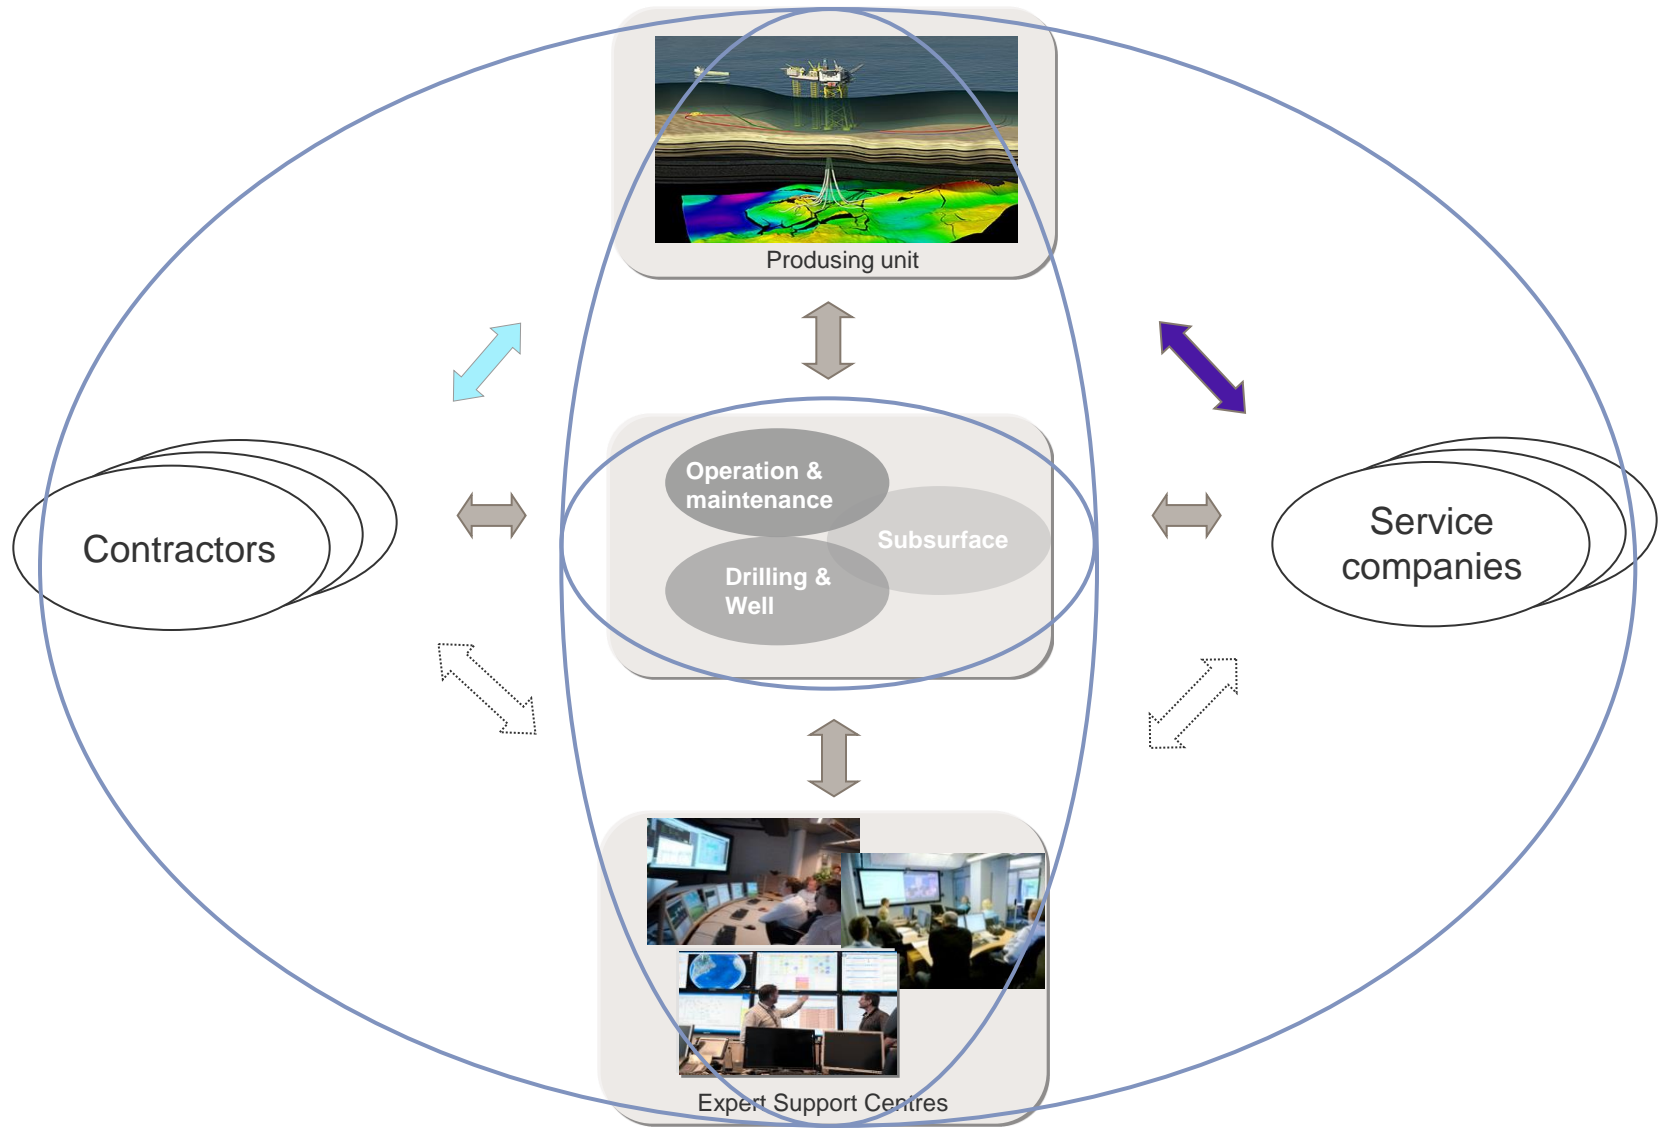 Produsing unit
Operation &
maintenance
Subsurface
Drilling &
Well
Contractors
Service
companies
Expert Support Centres